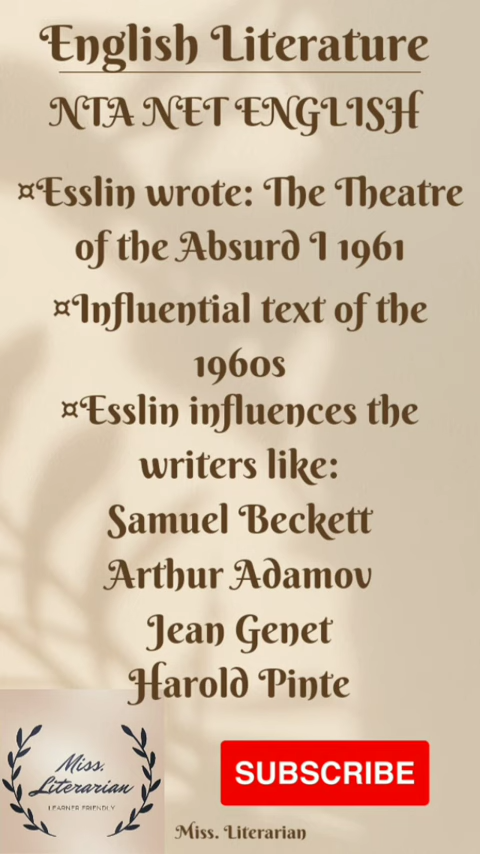 English Literature
NTA NET ENGLISH
¤Esslin wrote: The Theatre
of the Absurd I 1961
¤Influential text of the
1960s
¤Esslin influences the
writers like:
Samuel Beckett
Arthur Adamov
Jean Genet
Harold Pinte
Miss.
Literarian
LEARNER FRIENDLY
SUBSCRIBE
Miss. Literarian